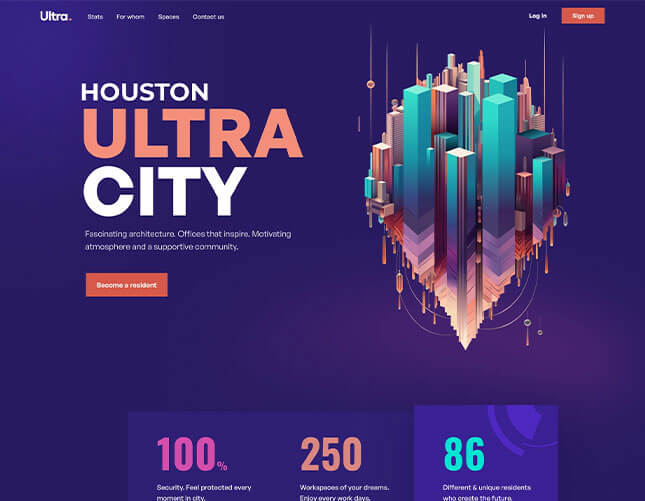 Ultra.
Stats
For whom
Spaces
Contact us
Log In
Sign up
HOUSTON
ULTRA
CITY
Fascinating architecture. Offices that inspire. Motivating
atmosphere and a supportive community.
Become a resident
100%
Security. Feel protected every
moment in city.
250
Workspaces of your dreams.
Enjoy every work days.
86
Different & unique residents
who create the future.